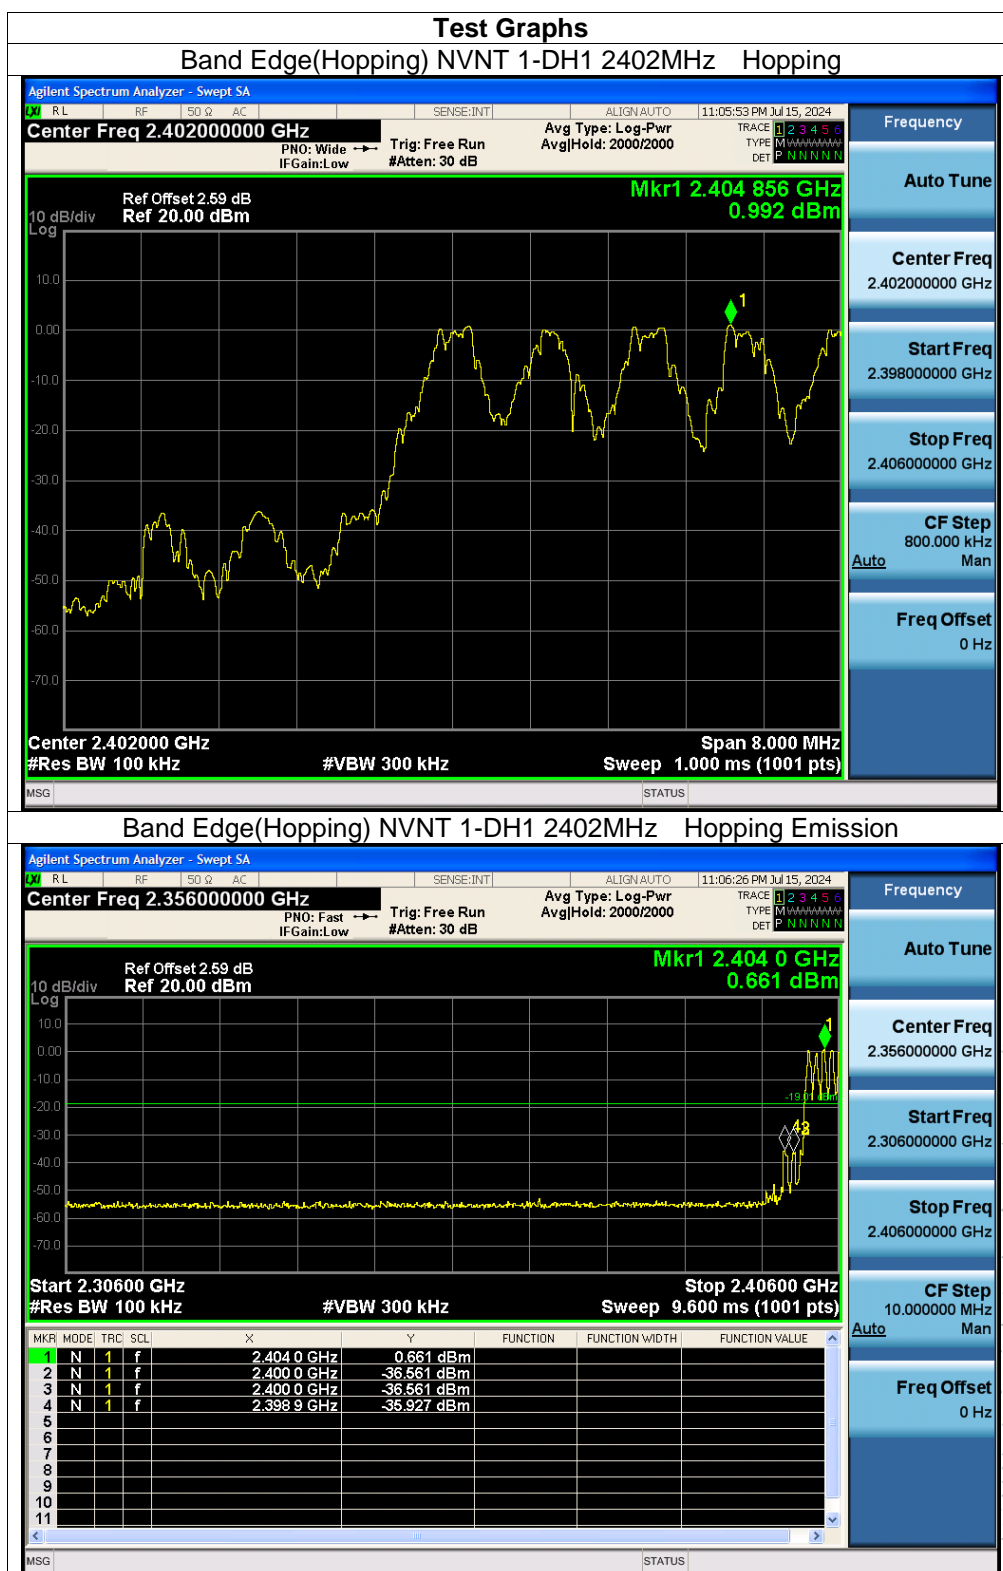 Test Graphs
Band Edge(Hopping) NVNT 1-DH1 2402MHz Hopping
Agilent Spectrum Analyzer - Swept SA
LXI RL RF 50 Ω AC SENSE:INT ALIGN AUTO 11:05:53 PM Jul 15, 2024
Center Freq 2.402000000 GHz
PNO: Wide
IFGain:Low
Trig: Free Run
#Atten: 30 dB
Avg Type: Log-Pwr
Avg|Hold: 2000/2000
TRACE 1 2 3 4 5 6
TYPE M WWWWW
DET P N N N N N
Frequency
Auto Tune
Center Freq
2.402000000 GHz
Start Freq
2.398000000 GHz
Stop Freq
2.406000000 GHz
CF Step
800.000 kHz
Auto Man
Freq Offset
0 Hz
Mkr1 2.404 856 GHz
0.992 dBm
Ref Offset 2.59 dB
10 dB/div Ref 20.00 dBm
Log
10.0
0.00
-10.0
-20.0
-30.0
-40.0
-50.0
-60.0
-70.0
1
Center 2.402000 GHz Span 8.000 MHz
#Res BW 100 kHz #VBW 300 kHz Sweep 1.000 ms (1001 pts)
MSG STATUS
Band Edge(Hopping) NVNT 1-DH1 2402MHz Hopping Emission
Agilent Spectrum Analyzer - Swept SA
LXI RL RF 50 Ω AC SENSE:INT ALIGN AUTO 11:06:26 PM Jul 15, 2024
Center Freq 2.356000000 GHz
PNO: Fast
IFGain:Low
Trig: Free Run
#Atten: 30 dB
Avg Type: Log-Pwr
Avg|Hold: 2000/2000
TRACE 1 2 3 4 5 6
TYPE M WWWWW
DET P N N N N N
Frequency
Auto Tune
Center Freq
2.356000000 GHz
Start Freq
2.306000000 GHz
Stop Freq
2.406000000 GHz
CF Step
10.000000 MHz
Auto Man
Freq Offset
0 Hz
Mkr1 2.404 0 GHz
0.661 dBm
Ref Offset 2.59 dB
10 dB/div Ref 20.00 dBm
Log
10.0
0.00
-10.0
-20.0
-30.0
-40.0
-50.0
-60.0
-70.0
1
-19.01 dBm
Start 2.30600 GHz Stop 2.40600 GHz
#Res BW 100 kHz #VBW 300 kHz Sweep 9.600 ms (1001 pts)
MKR MODE TRC SCL X Y FUNCTION FUNCTION WIDTH FUNCTION VALUE
1 N 1 f 2.404 0 GHz 0.661 dBm
2 N 1 f 2.400 0 GHz -36.561 dBm
3 N 1 f 2.400 0 GHz -36.561 dBm
4 N 1 f 2.398 9 GHz -35.927 dBm
5
6
7
8
9
10
11
MSG STATUS